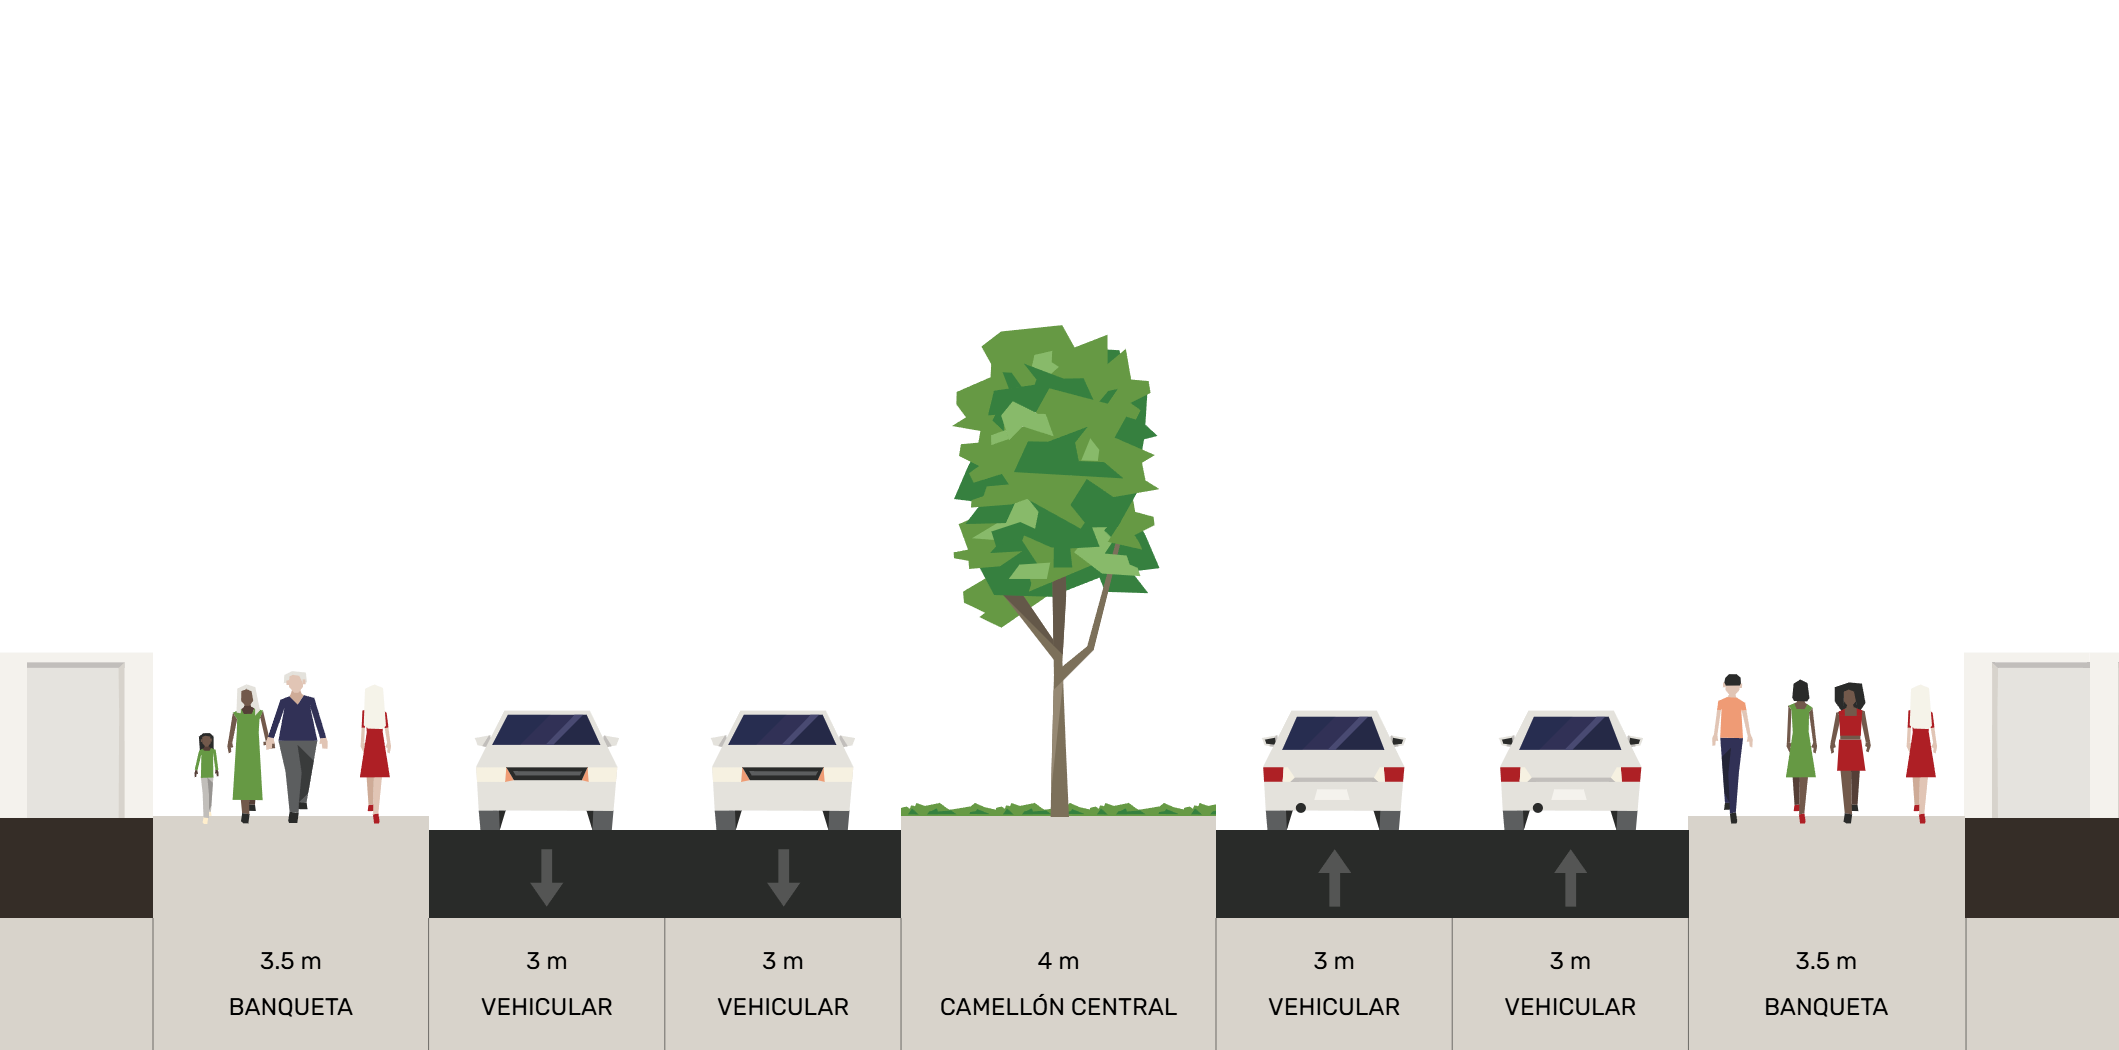 3.5 m
BANQUETA
3 m
VEHICULAR
3 m
VEHICULAR
4 m
CAMELLÓN CENTRAL
3 m
VEHICULAR
3 m
VEHICULAR
3.5 m
BANQUETA